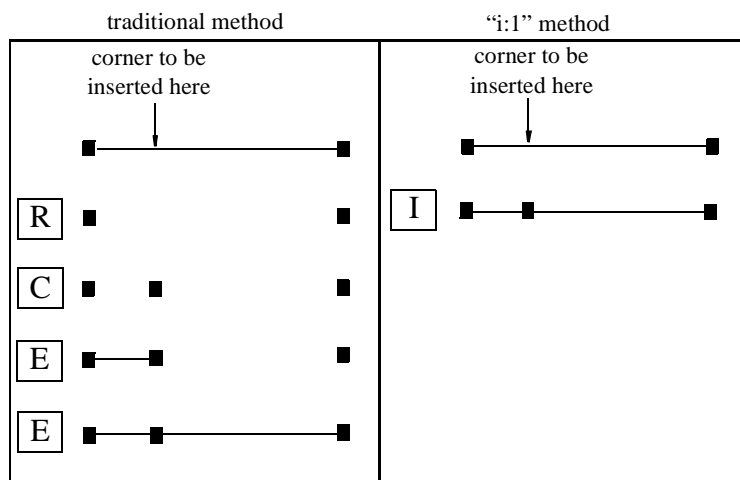 traditional method
corner to be
inserted here
R
C
E
E
“i:1” method
corner to be
inserted here
I